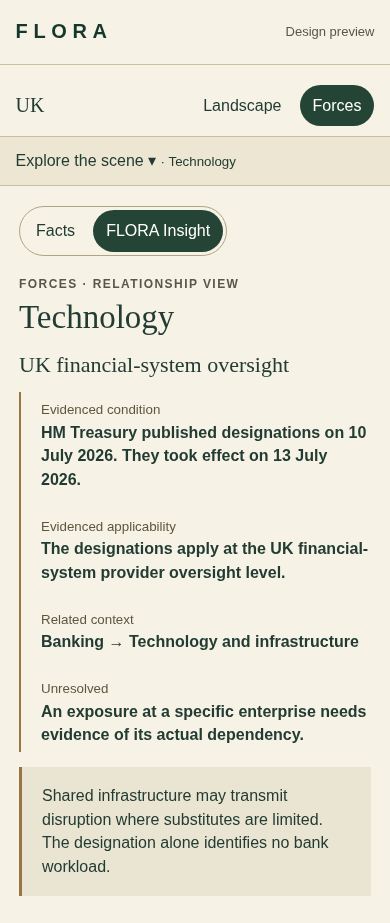 FLORA
Design preview
UK
Landscape
Forces
Explore the scene ▾ · Technology
Facts
FLORA Insight
FORCES · RELATIONSHIP VIEW
Technology
UK financial-system oversight
Evidenced condition
HM Treasury published designations on 10
July 2026. They took effect on 13 July
2026.
Evidenced applicability
The designations apply at the UK financial-
system provider oversight level.
Related context
Banking → Technology and infrastructure
Unresolved
An exposure at a specific enterprise needs
evidence of its actual dependency.
Shared infrastructure may transmit
disruption where substitutes are limited.
The designation alone identifies no bank
workload.